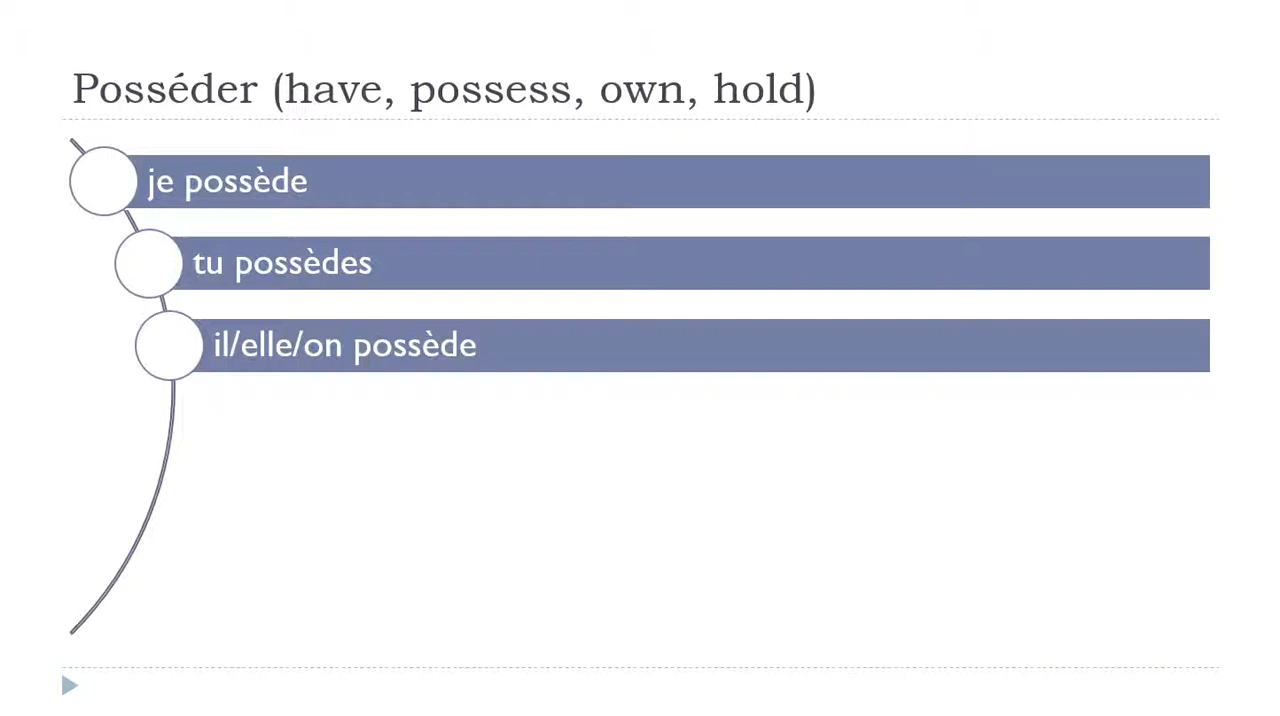 Posséder (have, possess, own, hold)
je possède
tu possèdes
il/elle/on possède